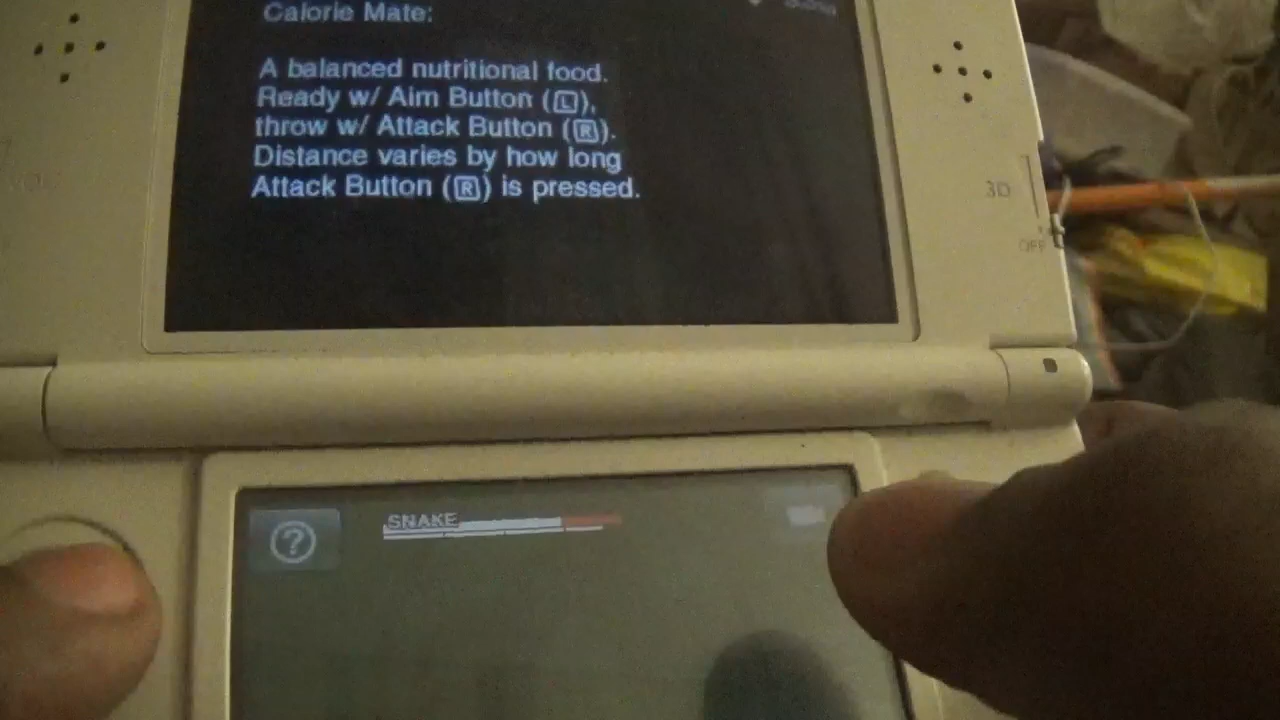 Calorie Mate:
A balanced nutritional food.
Ready w/ Aim Button (L),
throw w/ Attack Button (R).
Distance varies by how long
Attack Button (R) is pressed.
3D
OFF
?
SNAKE